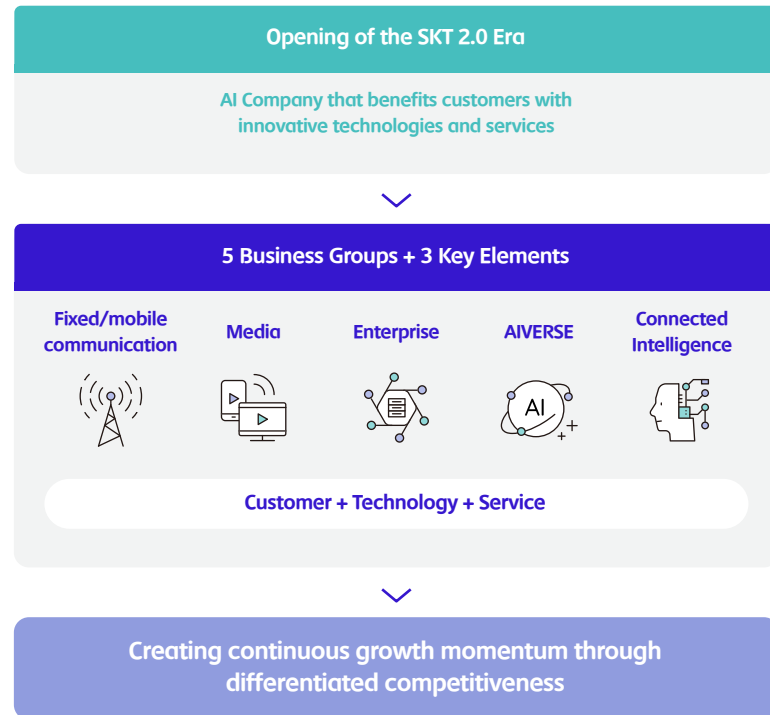 Opening of the SKT 2.0 Era
AI Company that benefits customers with
innovative technologies and services
5 Business Groups + 3 Key Elements
Fixed/mobile
communication
Media
Enterprise
AIVERSE
Connected
Intelligence
AI
Customer + Technology + Service
Creating continuous growth momentum through
differentiated competitiveness